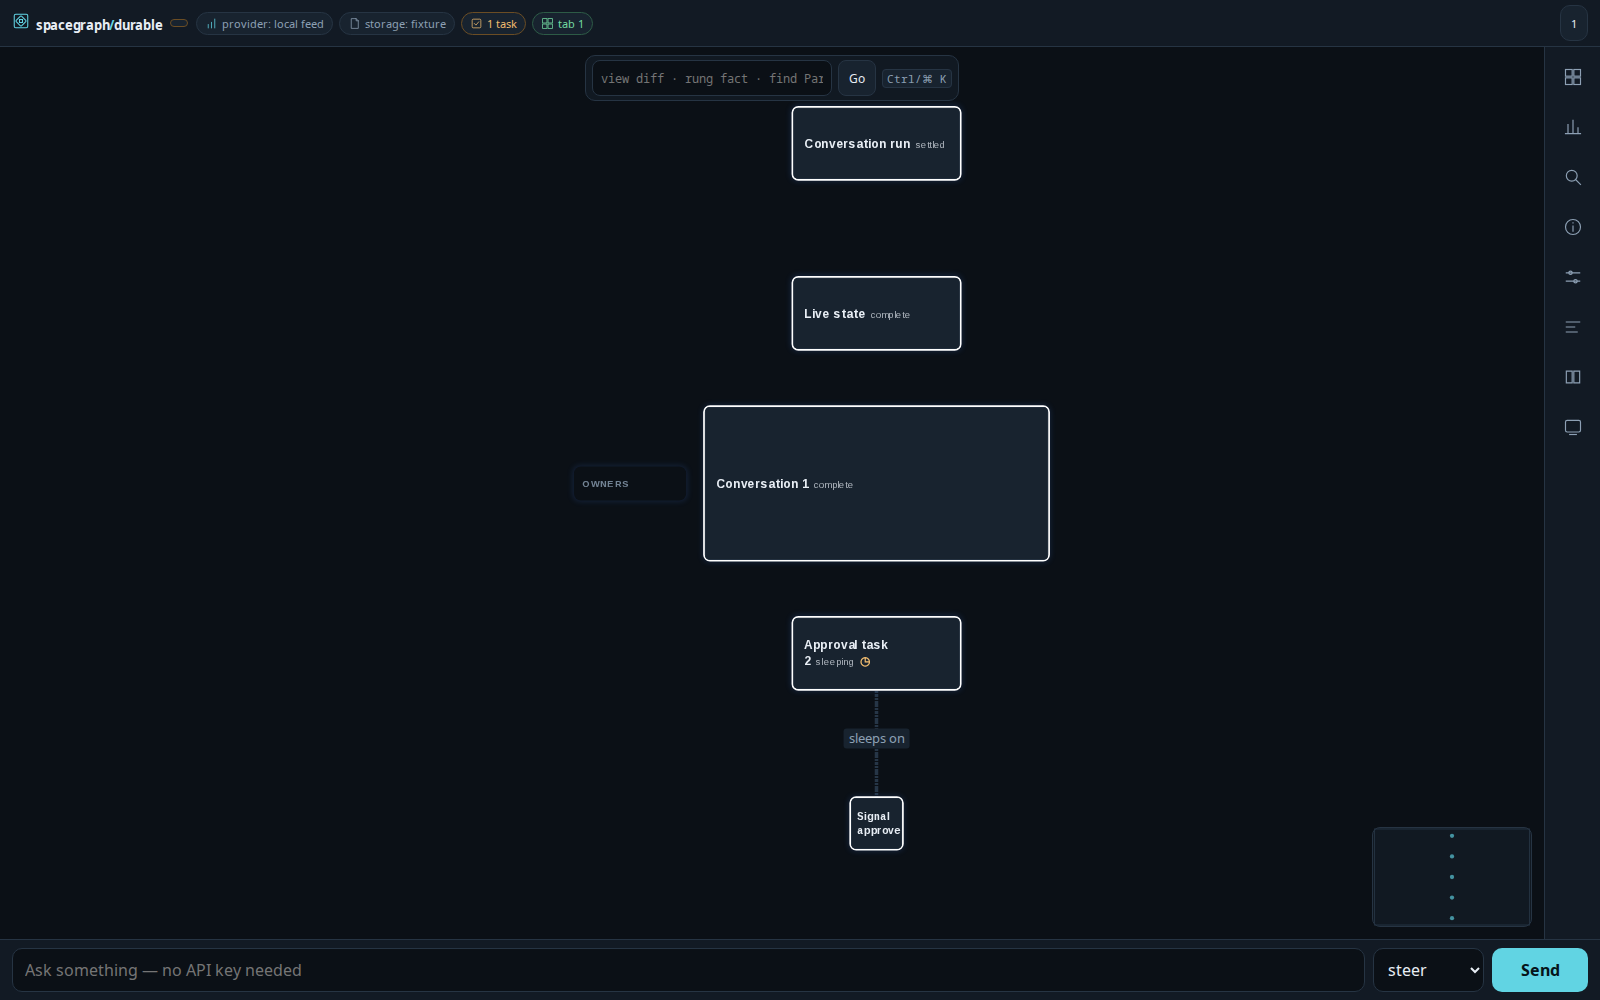 spacegraph/durable
provider: local feed
storage: fixture
1 task
tab 1
1
view diff · rung fact · find Par
Go
Ctrl/⌘ K
Conversation run settled
Live state complete
OWNERS
Conversation 1 complete
Approval task
2 sleeping
sleeps on
Signal
approve
Ask something — no API key needed
steer
Send